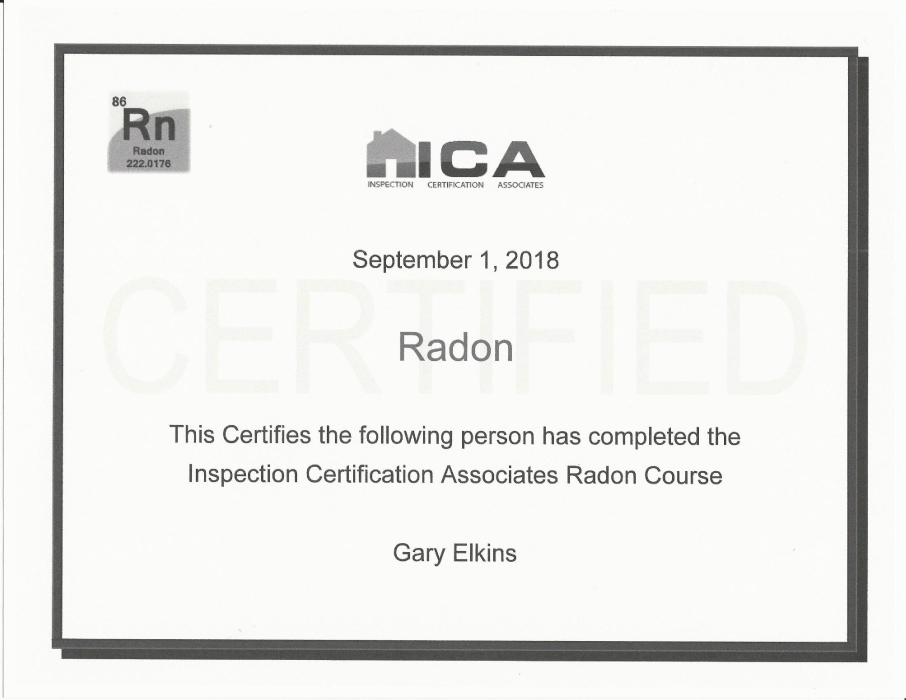 86
Rn
Radon
222.0176
ICA
INSPECTION CERTIFICATION ASSOCIATES
September 1, 2018
CERTIFIED
Radon
This Certifies the following person has completed the
Inspection Certification Associates Radon Course
Gary Elkins